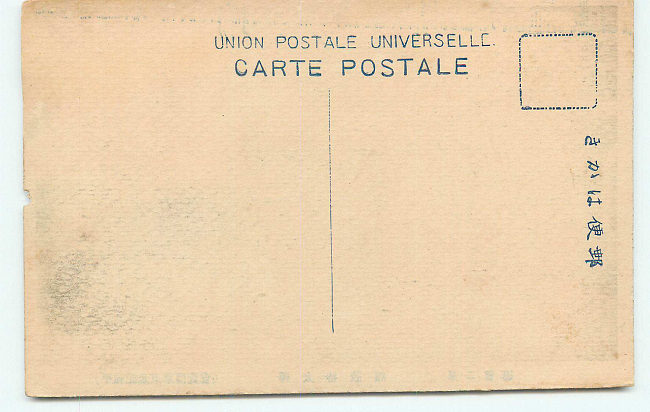 UNION POSTALE UNIVERSELLE.
CARTE POSTALE
きかは便郵